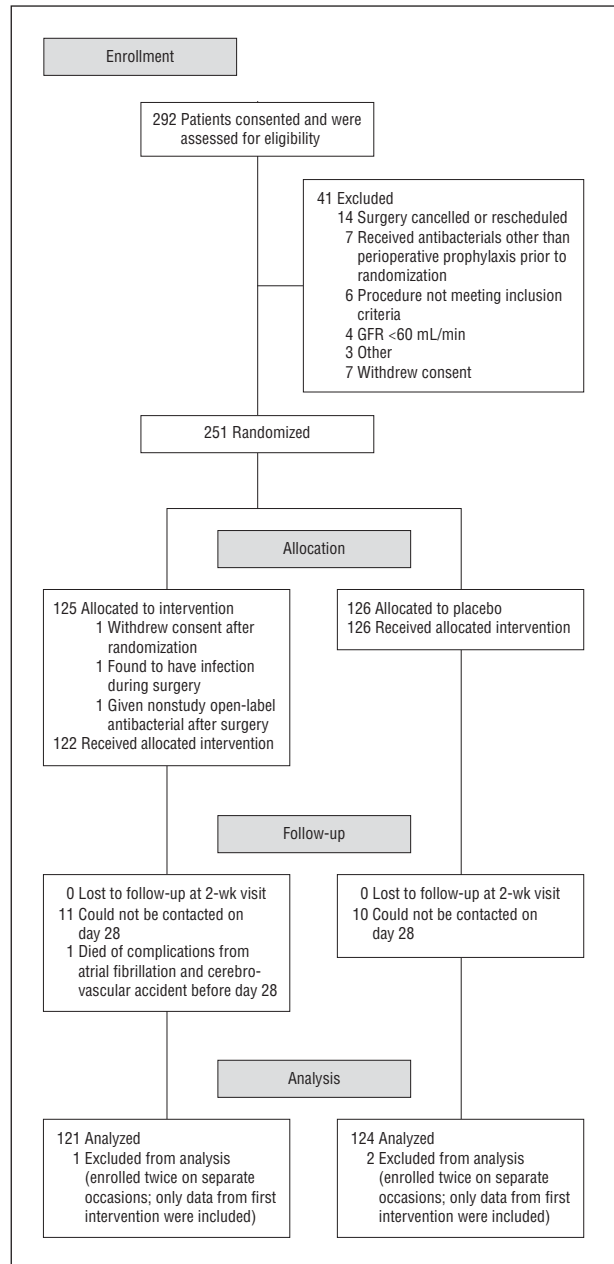 Enrollment
292 Patients consented and were
assessed for eligibility
41 Excluded
14 Surgery cancelled or rescheduled
7 Received antibacterials other than
perioperative prophylaxis prior to
randomization
6 Procedure not meeting inclusion
criteria
4 GFR <60 mL/min
3 Other
7 Withdrew consent
251 Randomized
Allocation
125 Allocated to intervention
1 Withdrew consent after
randomization
1 Found to have infection
during surgery
1 Given nonstudy open-label
antibacterial after surgery
122 Received allocated intervention
126 Allocated to placebo
126 Received allocated intervention
Follow-up
0 Lost to follow-up at 2-wk visit
11 Could not be contacted on
day 28
1 Died of complications from
atrial fibrillation and cerebro-
vascular accident before day 28
0 Lost to follow-up at 2-wk visit
10 Could not be contacted on
day 28
Analysis
121 Analyzed
1 Excluded from analysis
(enrolled twice on separate
occasions; only data from first
intervention were included)
124 Analyzed
2 Excluded from analysis
(enrolled twice on separate
occasions; only data from first
intervention were included)